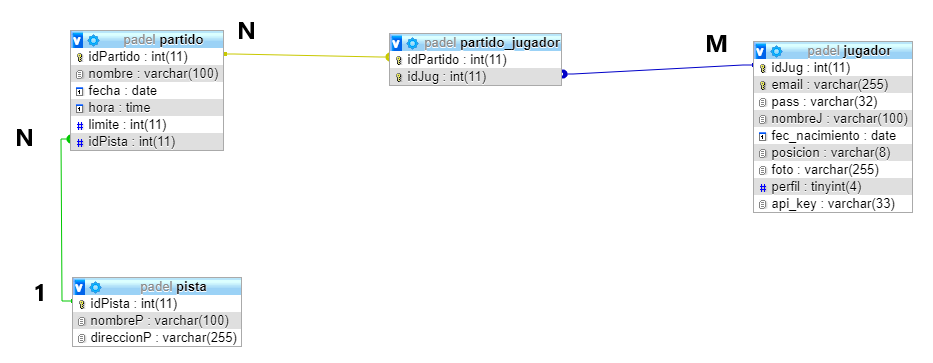 N
M
padel partido
idPartido : int(11)
nombre : varchar(100)
fecha : date
hora : time
limite : int(11)
idPista : int(11)
padel partido_jugador
idPartido : int(11)
idJug : int(11)
padel jugador
idJug : int(11)
email : varchar(255)
pass : varchar(32)
nombreJ : varchar(100)
fec_nacimiento : date
posicion : varchar(8)
foto : varchar(255)
perfil : tinyint(4)
api_key : varchar(33)
N
1
padel pista
idPista : int(11)
nombreP : varchar(100)
direccionP : varchar(255)